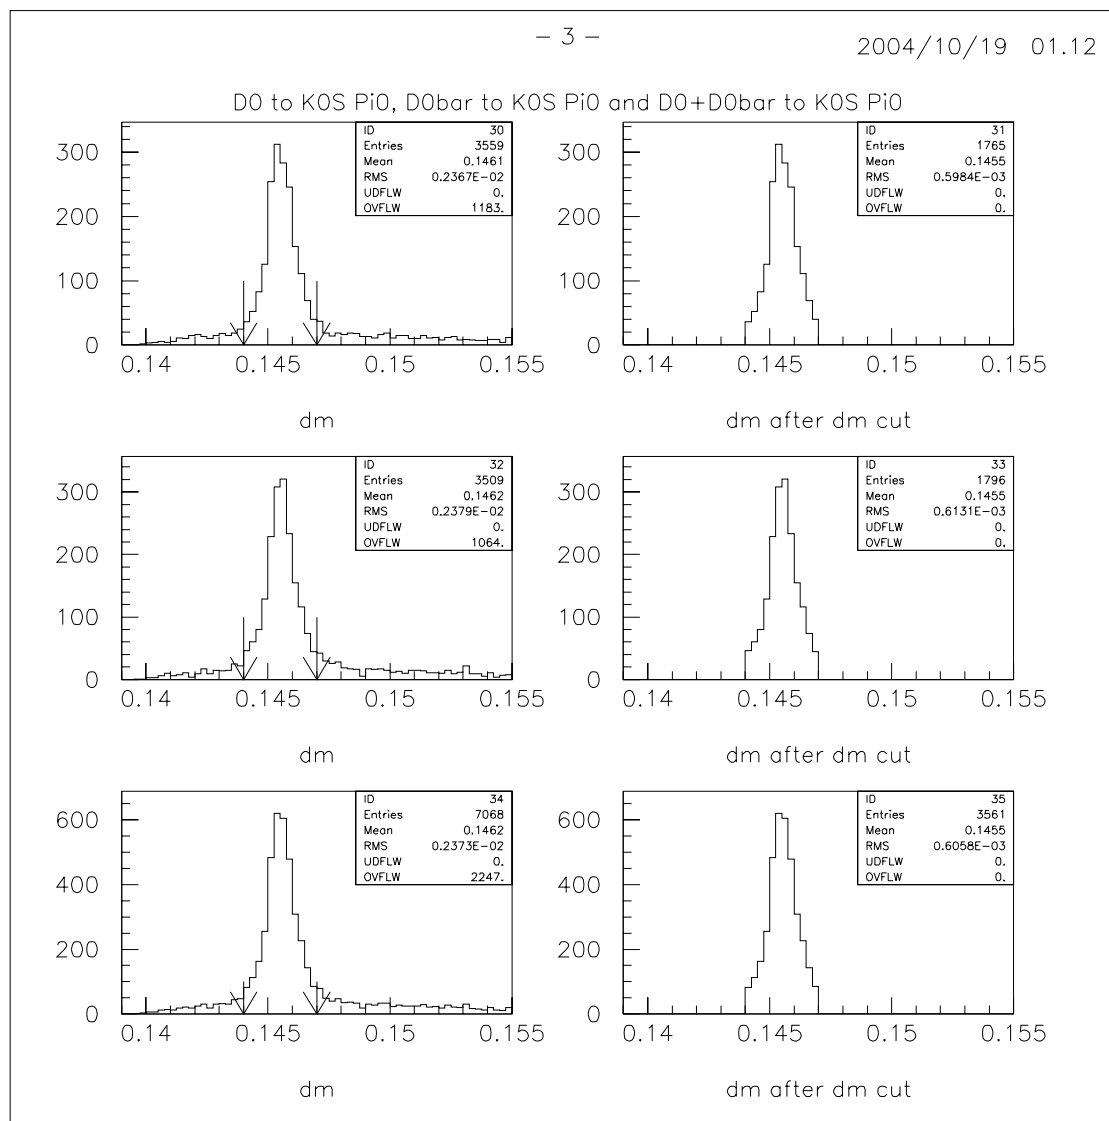 - 3 -
2004/10/19 01.12
D0 to K0S Pi0, D0bar to K0S Pi0 and D0+D0bar to K0S Pi0
ID 30
Entries 3559
Mean 0.1461
RMS 0.2367E-02
UDFLW 0.
OVFLW 1183.
300
200
100
0
0.14 0.145 0.15 0.155
dm
ID 31
Entries 1765
Mean 0.1455
RMS 0.5984E-03
UDFLW 0.
OVFLW 0.
300
200
100
0
0.14 0.145 0.15 0.155
dm after dm cut
ID 32
Entries 3509
Mean 0.1462
RMS 0.2379E-02
UDFLW 0.
OVFLW 1064.
300
200
100
0
0.14 0.145 0.15 0.155
dm
ID 33
Entries 1796
Mean 0.1455
RMS 0.6131E-03
UDFLW 0.
OVFLW 0.
300
200
100
0
0.14 0.145 0.15 0.155
dm after dm cut
ID 34
Entries 7068
Mean 0.1462
RMS 0.2373E-02
UDFLW 0.
OVFLW 2247.
600
400
200
0
0.14 0.145 0.15 0.155
dm
ID 35
Entries 3561
Mean 0.1455
RMS 0.6058E-03
UDFLW 0.
OVFLW 0.
600
400
200
0
0.14 0.145 0.15 0.155
dm after dm cut